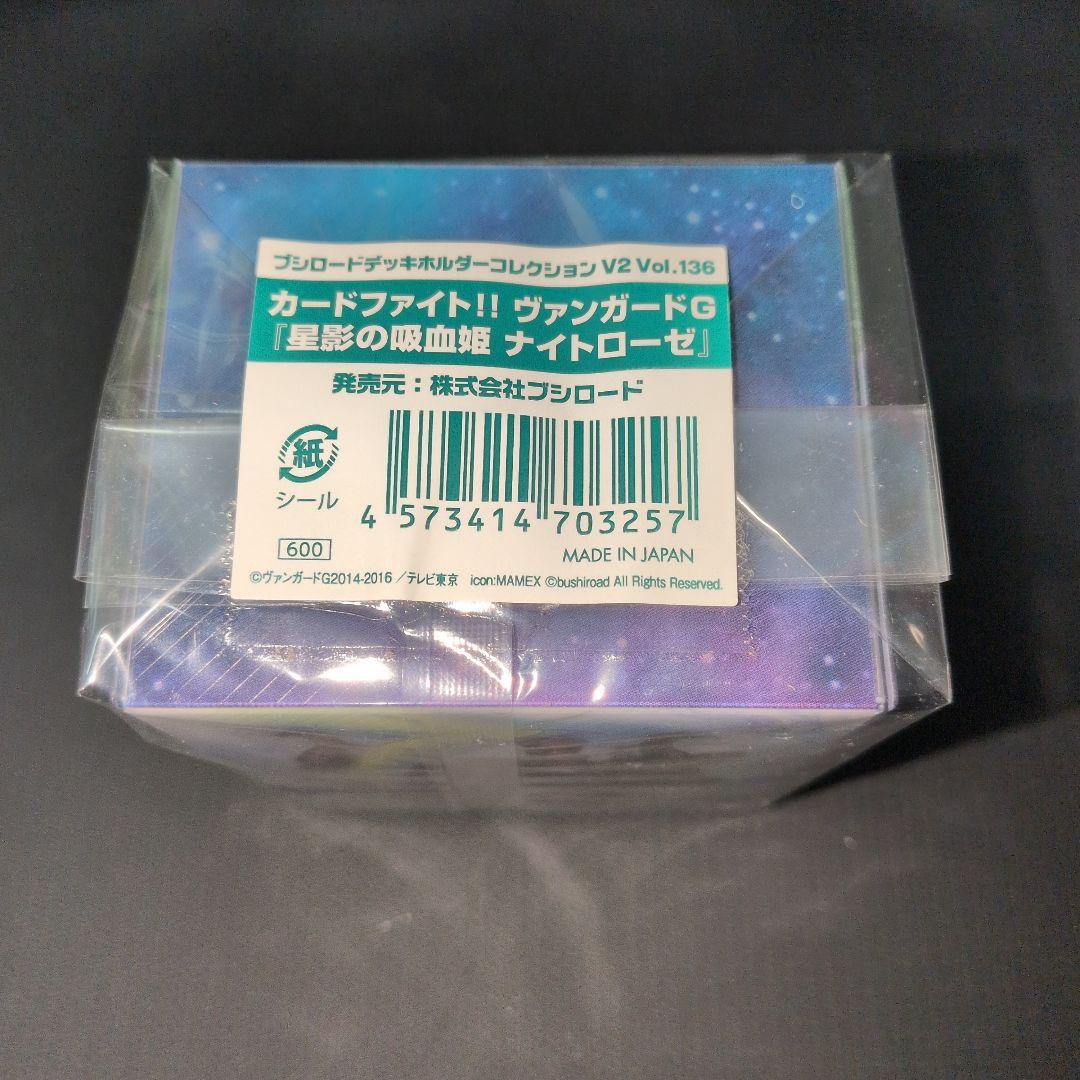 ブシロードデッキホルダーコレクション V2 Vol.136
カードファイト!! ヴァンガードG
『星影の吸血姫 ナイトローゼ』
発売元：株式会社ブシロード
紙
シール
4 573414 703257
600
MADE IN JAPAN
©ヴァンガードG2014-2016／テレビ東京 icon:MAMEX ©bushiroad All Rights Reserved.